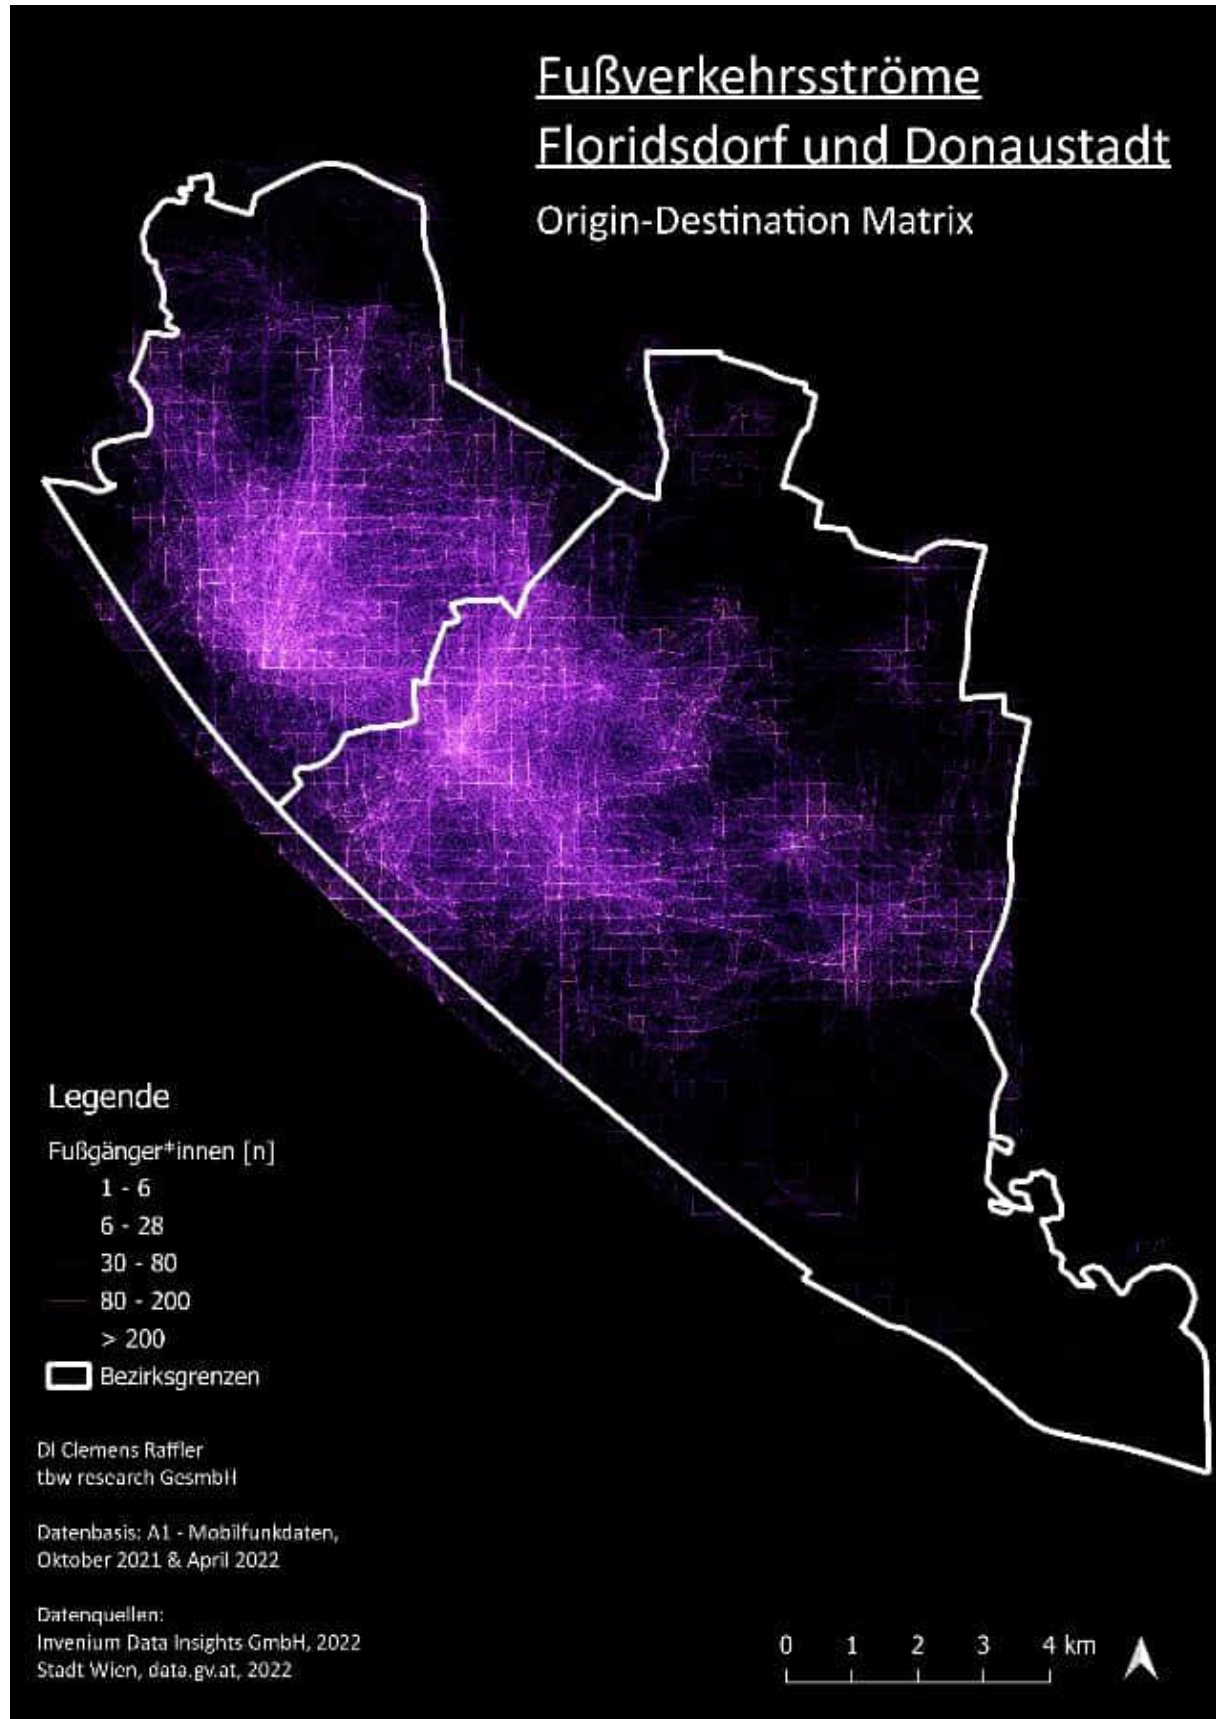 Fußverkehrsströme
Floridsdorf und Donaustadt
Origin-Destination Matrix
Legende
Fußgänger*innen [n]
1 - 6
6 - 28
30 - 80
80 - 200
> 200
Bezirksgrenzen
DI Clemens Raffler
tbw research GesmbH
Datenbasis: A1 - Mobilfunkdaten,
Oktober 2021 & April 2022
Datenquellen:
Invenium Data Insights GmbH, 2022
Stadt Wien, data.gv.at, 2022
0 1 2 3 4 km